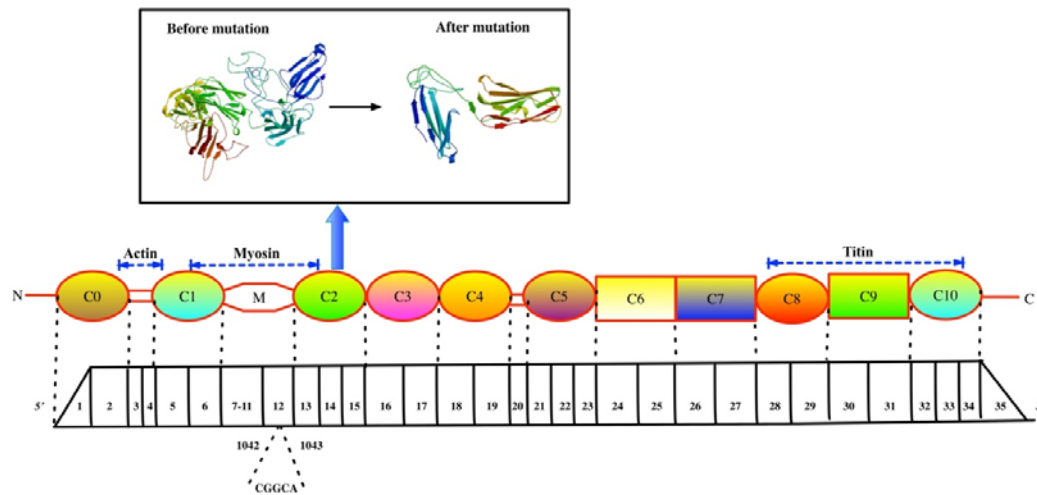 Before mutation After mutation
Actin Myosin Titin
N C0 C1 M C2 C3 C4 C5 C6 C7 C8 C9 C10 C
5´ 1 2 3 4 5 6 7-11 12 13 14 15 16 17 18 19 20 21 22 23 24 25 26 27 28 29 30 31 32 33 34 35
1042 1043
CGGCA